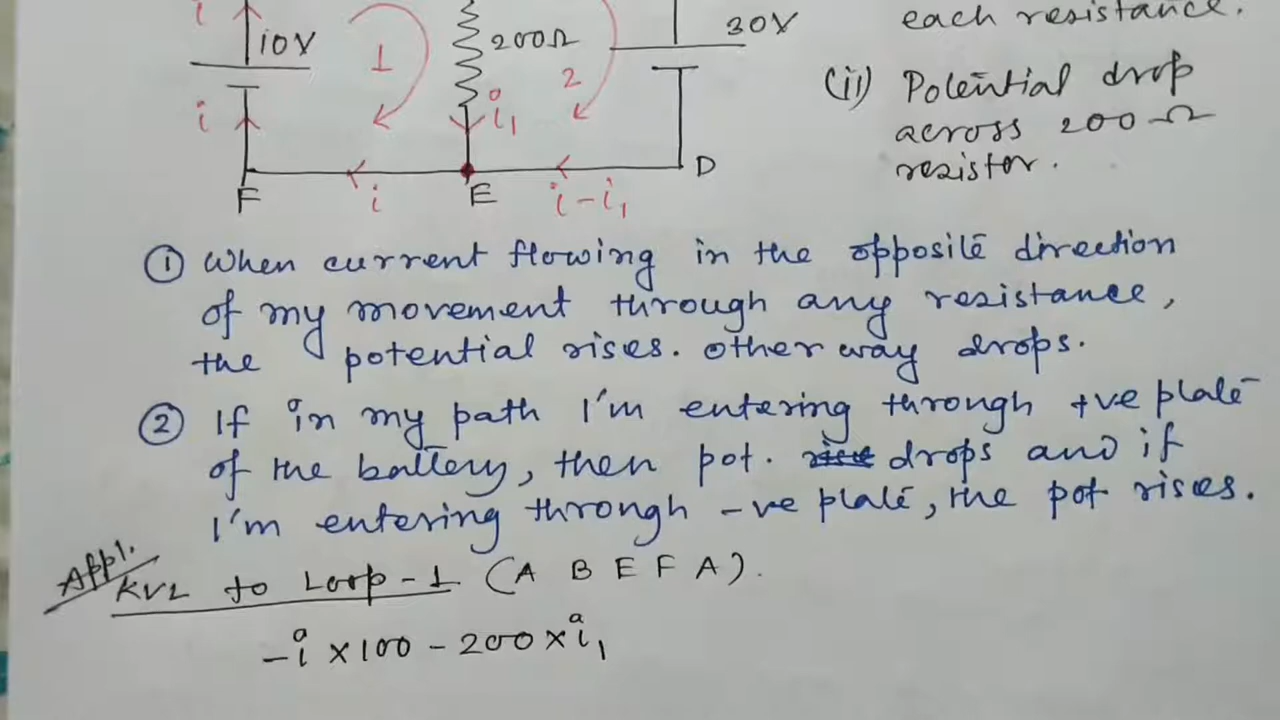 i
10V
1
200Ω
2
30V
each resistance.
i
i₁
F
i
E
i-i₁
D
(ii) Potential drop
across 200Ω
resistor.
① When current flowing in the opposite direction
of my movement through any resistance,
the potential rises. other way drops.
② If in my path I'm entering through +ve plate
of the battery, then pot. drops and if
I'm entering through -ve plate, the pot rises.
Appl.
KVL to Loop-1 (A B E F A).
-i × 100 - 200 × i₁